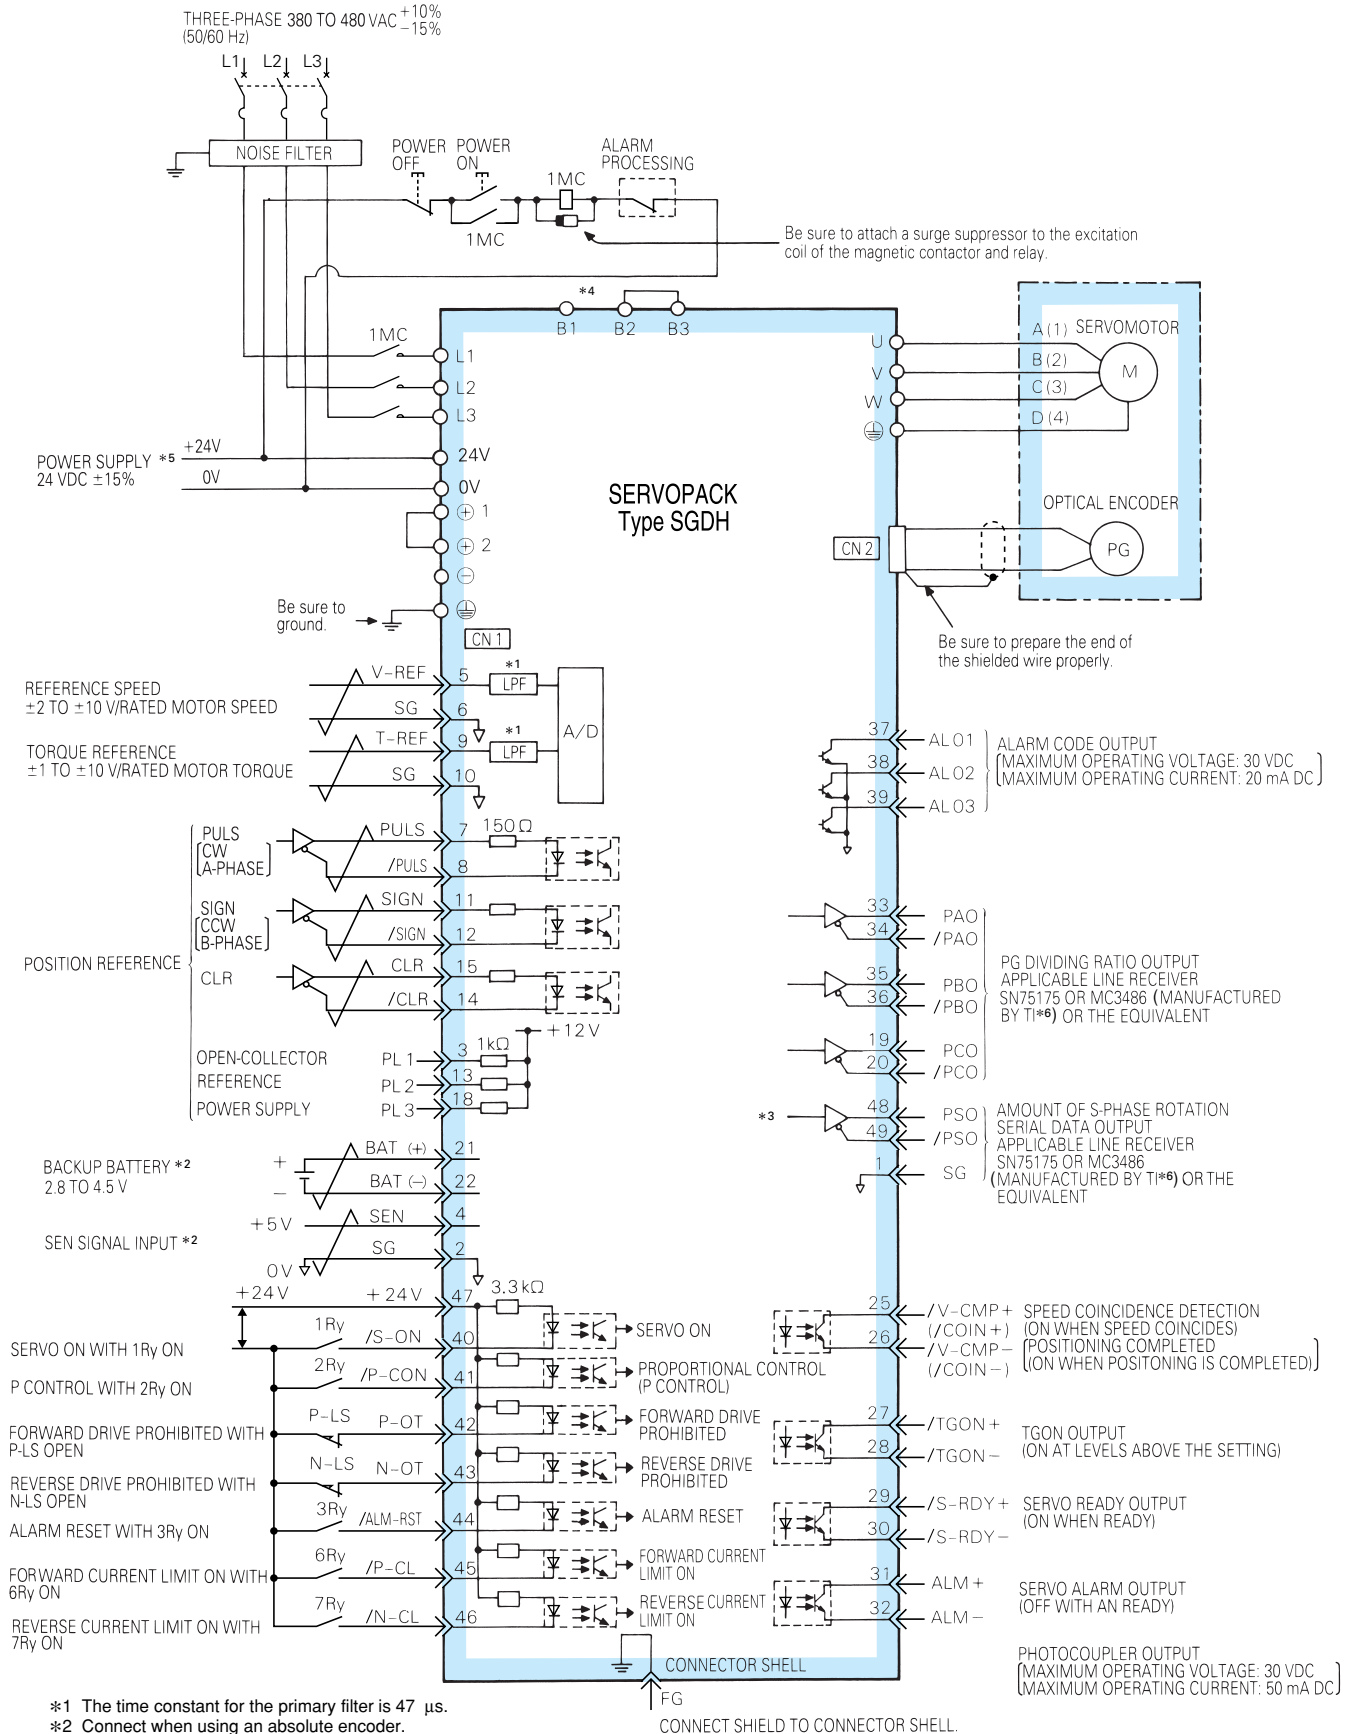 THREE-PHASE 380 TO 480 VAC +10% −15%
(50/60 Hz)
L1 L2 L3
NOISE FILTER
POWER OFF
POWER ON
1MC
1MC
ALARM PROCESSING
Be sure to attach a surge suppressor to the excitation
coil of the magnetic contactor and relay.
*4
B1 B2 B3
1MC
L1
L2
L3
POWER SUPPLY *5
24 VDC ±15%
+24V
0V
24V
0V
⊕ 1
⊕ 2
⊖
Be sure to
ground.
CN 1
SERVOPACK
Type SGDH
U
V
W
A (1)
B (2)
C (3)
D (4)
SERVOMOTOR
M
OPTICAL ENCODER
PG
CN 2
Be sure to prepare the end of
the shielded wire properly.
REFERENCE SPEED
±2 TO ±10 V/RATED MOTOR SPEED
V−REF 5
SG 6
*1
LPF
TORQUE REFERENCE
±1 TO ±10 V/RATED MOTOR TORQUE
T−REF 9
SG 10
*1
LPF
A/D
POSITION REFERENCE
PULS
CW
A-PHASE
PULS 7
/PULS 8
150Ω
SIGN
CCW
B-PHASE
SIGN 11
/SIGN 12
CLR
CLR 15
/CLR 14
+12V
OPEN-COLLECTOR
REFERENCE
POWER SUPPLY
PL1 3
1kΩ
PL2 13
PL3 18
BACKUP BATTERY *2
2.8 TO 4.5 V
+
−
BAT (+) 21
BAT (−) 22
SEN SIGNAL INPUT *2
+5V
0V
SEN 4
SG 2
+24V
+24V 47
3.3kΩ
SERVO ON WITH 1Ry ON
1Ry
/S-ON 40
SERVO ON
P CONTROL WITH 2Ry ON
2Ry
/P−CON 41
PROPORTIONAL CONTROL
(P CONTROL)
FORWARD DRIVE PROHIBITED WITH
P-LS OPEN
P−LS
P−OT 42
FORWARD DRIVE
PROHIBITED
REVERSE DRIVE PROHIBITED WITH
N-LS OPEN
N−LS
N−OT 43
REVERSE DRIVE
PROHIBITED
ALARM RESET WITH 3Ry ON
3Ry
/ALM-RST 44
ALARM RESET
FORWARD CURRENT LIMIT ON WITH
6Ry ON
6Ry
/P−CL 45
FORWARD CURRENT
LIMIT ON
REVERSE CURRENT LIMIT ON WITH
7Ry ON
7Ry
/N−CL 46
REVERSE CURRENT
LIMIT ON
37 ALO1
38 ALO2
39 ALO3
ALARM CODE OUTPUT
MAXIMUM OPERATING VOLTAGE: 30 VDC
MAXIMUM OPERATING CURRENT: 20 mA DC
33 PAO
34 /PAO
35 PBO
36 /PBO
19 PCO
20 /PCO
PG DIVIDING RATIO OUTPUT
APPLICABLE LINE RECEIVER
SN75175 OR MC3486 (MANUFACTURED
BY TI*6) OR THE EQUIVALENT
*3
48 PSO
49 /PSO
1 SG
AMOUNT OF S-PHASE ROTATION
SERIAL DATA OUTPUT
APPLICABLE LINE RECEIVER
SN75175 OR MC3486
(MANUFACTURED BY TI*6) OR THE
EQUIVALENT
25 /V−CMP+
(/COIN+)
26 /V−CMP−
(/COIN−)
SPEED COINCIDENCE DETECTION
(ON WHEN SPEED COINCIDES)
POSITIONING COMPLETED
(ON WHEN POSITONING IS COMPLETED)
27 /TGON+
28 /TGON−
TGON OUTPUT
(ON AT LEVELS ABOVE THE SETTING)
29 /S−RDY+
30 /S−RDY−
SERVO READY OUTPUT
(ON WHEN READY)
31 ALM+
32 ALM−
SERVO ALARM OUTPUT
(OFF WITH AN READY)
PHOTOCOUPLER OUTPUT
MAXIMUM OPERATING VOLTAGE: 30 VDC
MAXIMUM OPERATING CURRENT: 50 mA DC
CONNECTOR SHELL
FG
CONNECT SHIELD TO CONNECTOR SHELL.
*1 The time constant for the primary filter is 47 μs.
*2 Connect when using an absolute encoder.